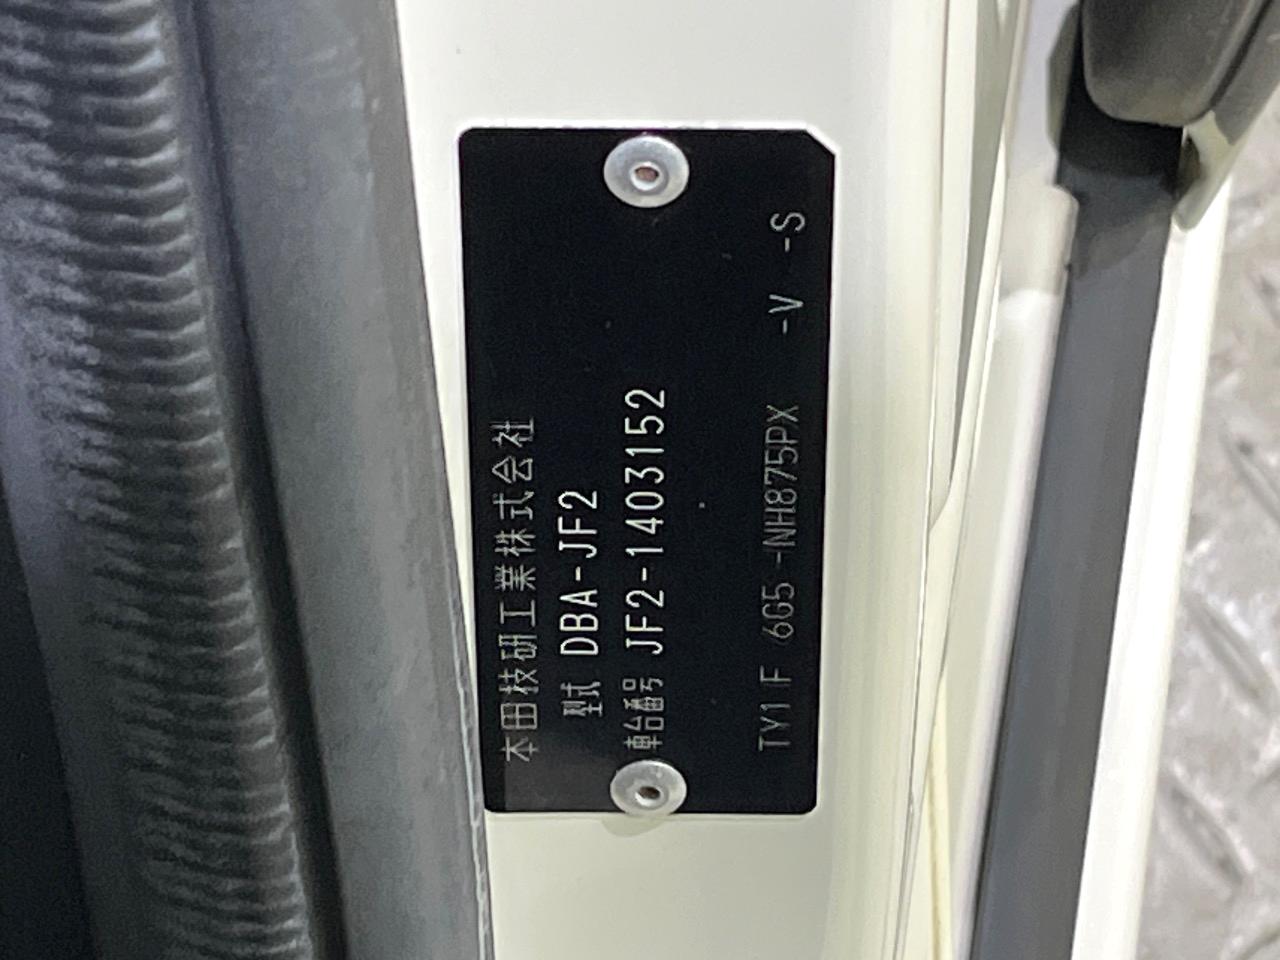 本田技研工業株式会社
型式 DBA-JF2
車台番号 JF2-1403152
TY11F 6G5 -NH875PX -V -S